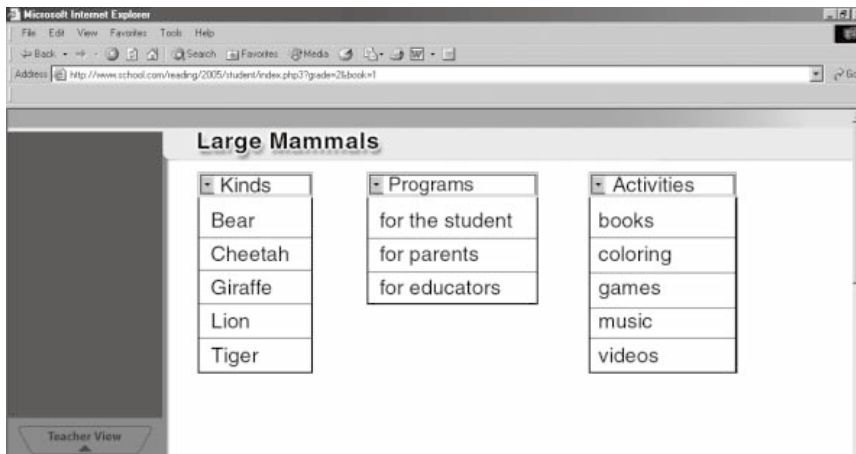 Microsoft Internet Explorer
File Edit View Favorites Tools Help
Back Search Favorites Media
Address http://www.school.com/reading/2005/student/index.php3?grade=2&book=1 Go
Large Mammals
Kinds Programs Activities
Bear for the student books
Cheetah for parents coloring
Giraffe for educators games
Lion music
Tiger videos
Teacher View